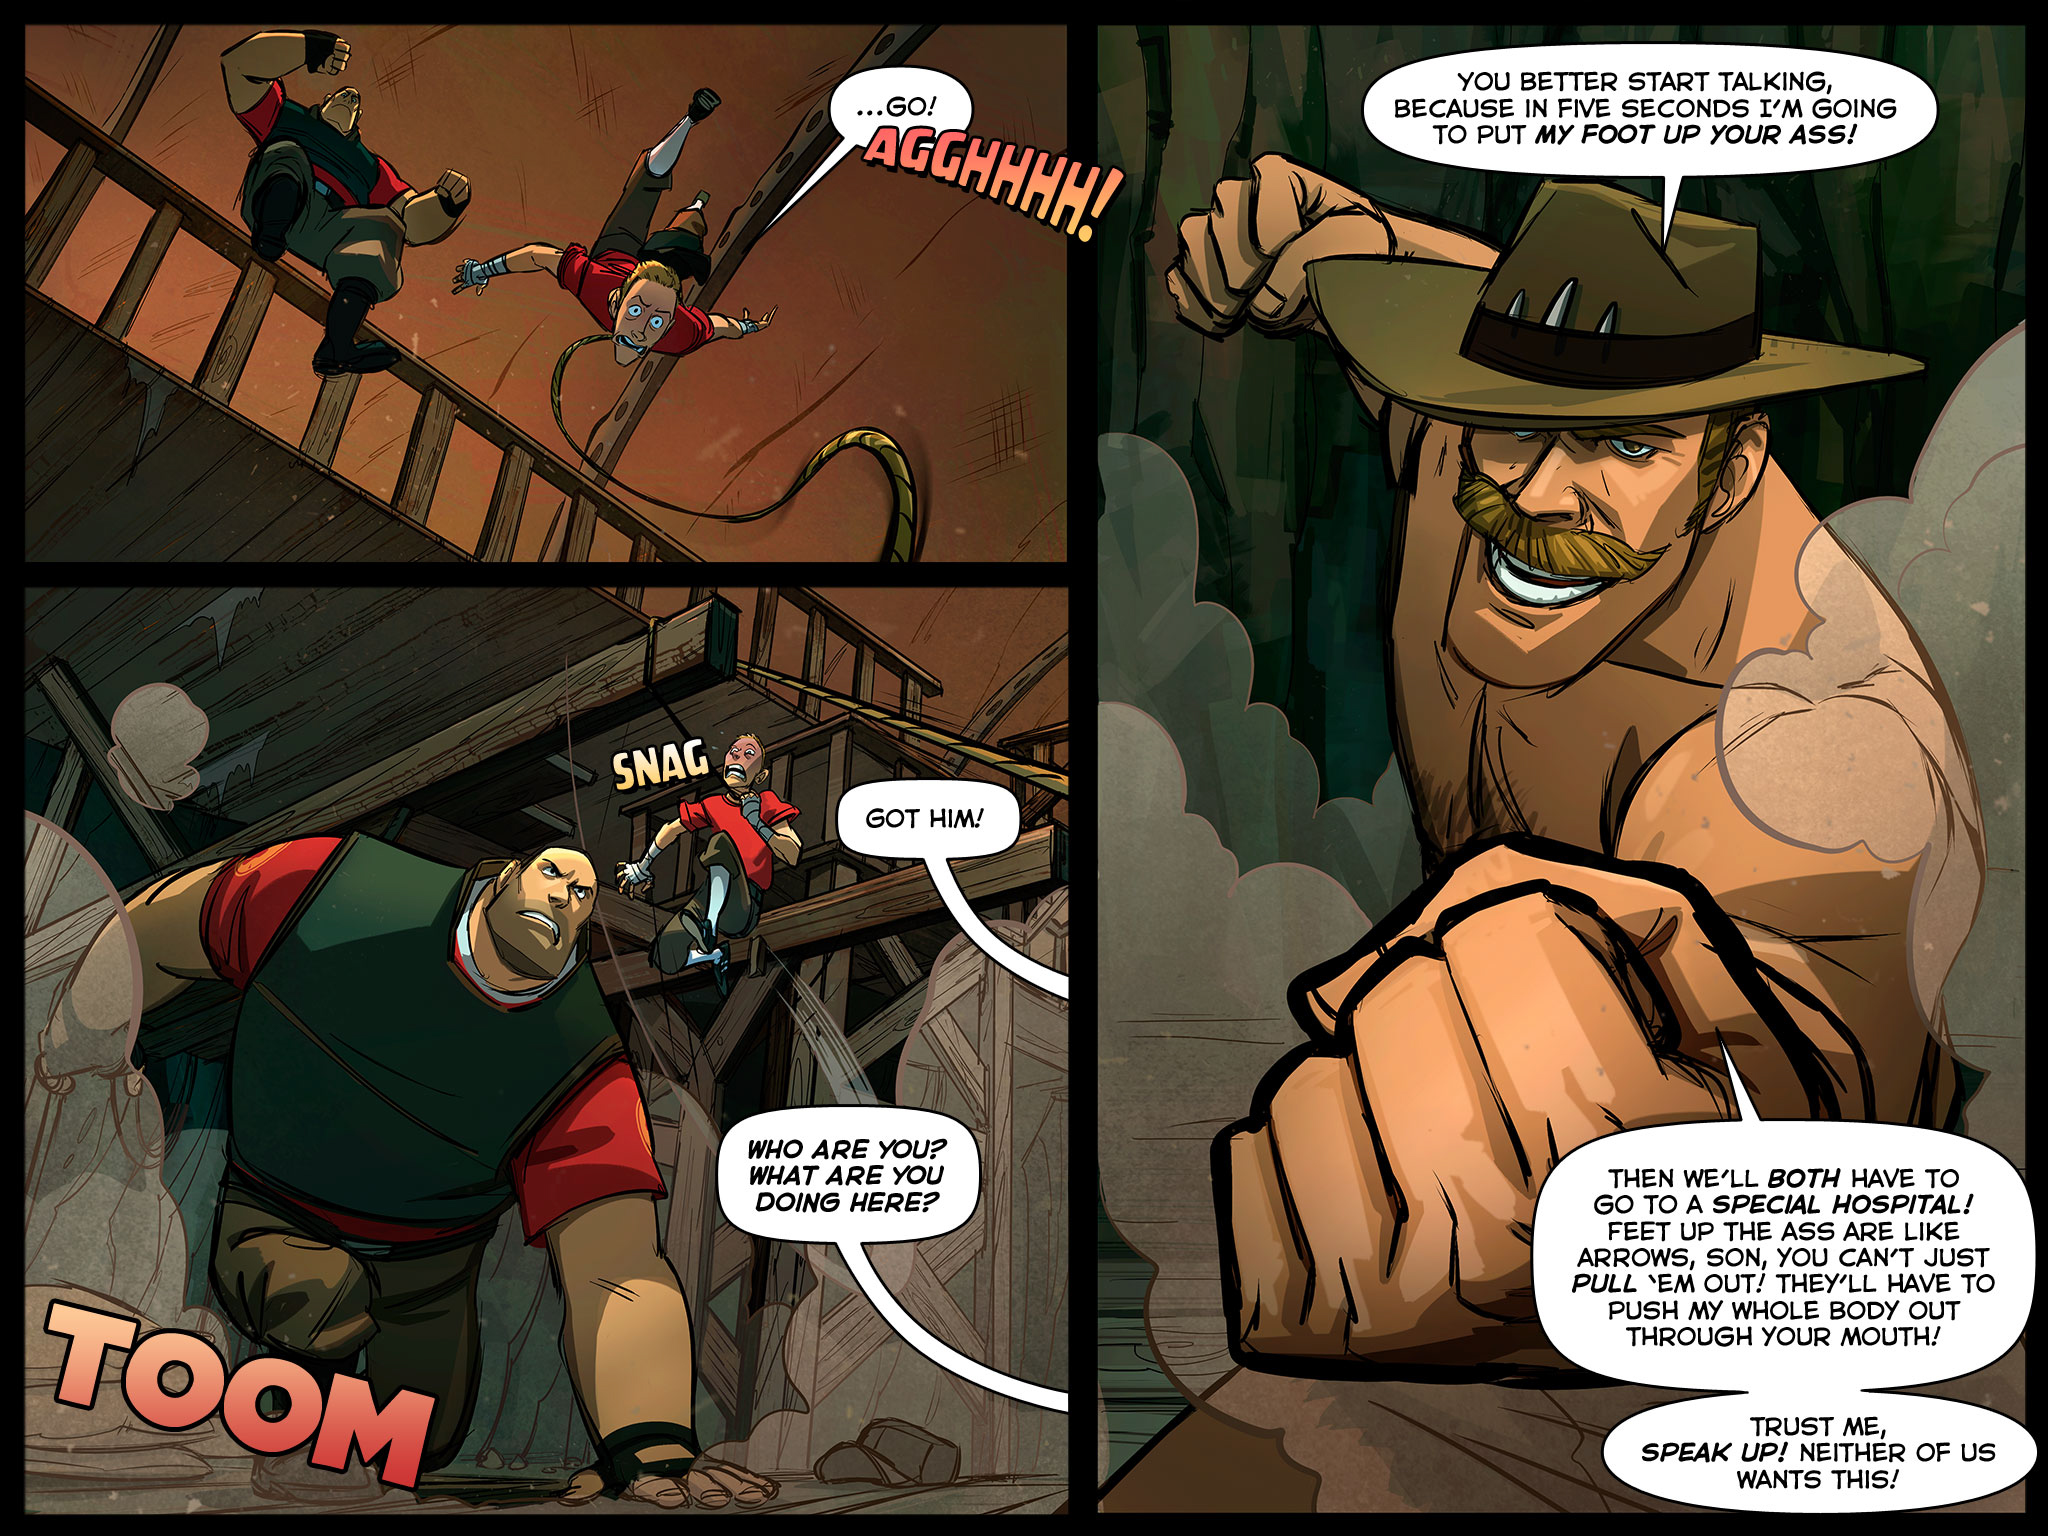 ...GO!
AGGHHHH!
SNAG
GOT HIM!
WHO ARE YOU?
WHAT ARE YOU
DOING HERE?
TOOM
YOU BETTER START TALKING,
BECAUSE IN FIVE SECONDS I'M GOING
TO PUT MY FOOT UP YOUR ASS!
THEN WE'LL BOTH HAVE TO
GO TO A SPECIAL HOSPITAL!
FEET UP THE ASS ARE LIKE
ARROWS, SON, YOU CAN'T JUST
PULL 'EM OUT! THEY'LL HAVE TO
PUSH MY WHOLE BODY OUT
THROUGH YOUR MOUTH!
TRUST ME,
SPEAK UP! NEITHER OF US
WANTS THIS!